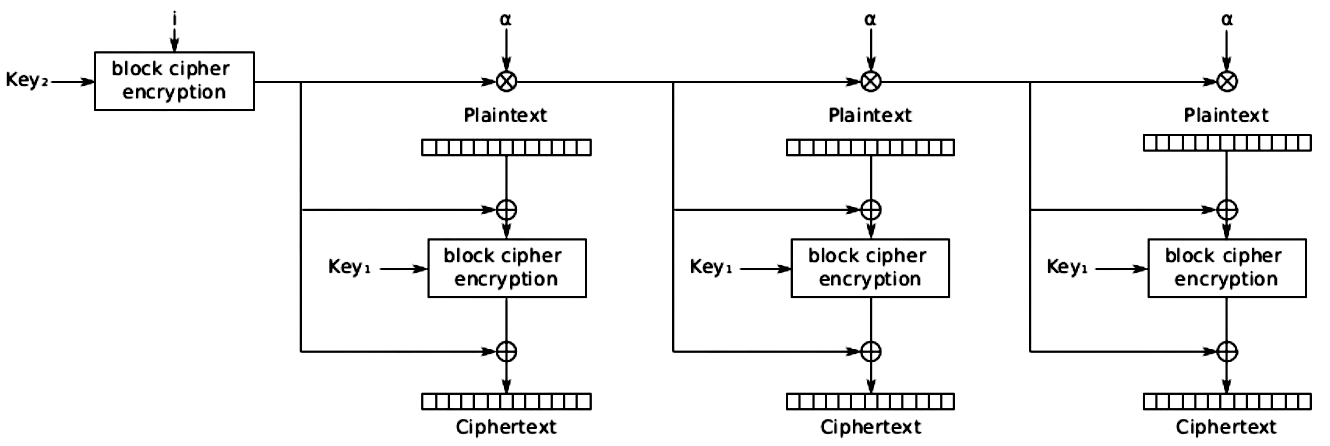 i
α
α
α
Key₂
block cipher
encryption
Plaintext
Plaintext
Plaintext
Key₁
block cipher
encryption
Key₁
block cipher
encryption
Key₁
block cipher
encryption
Ciphertext
Ciphertext
Ciphertext